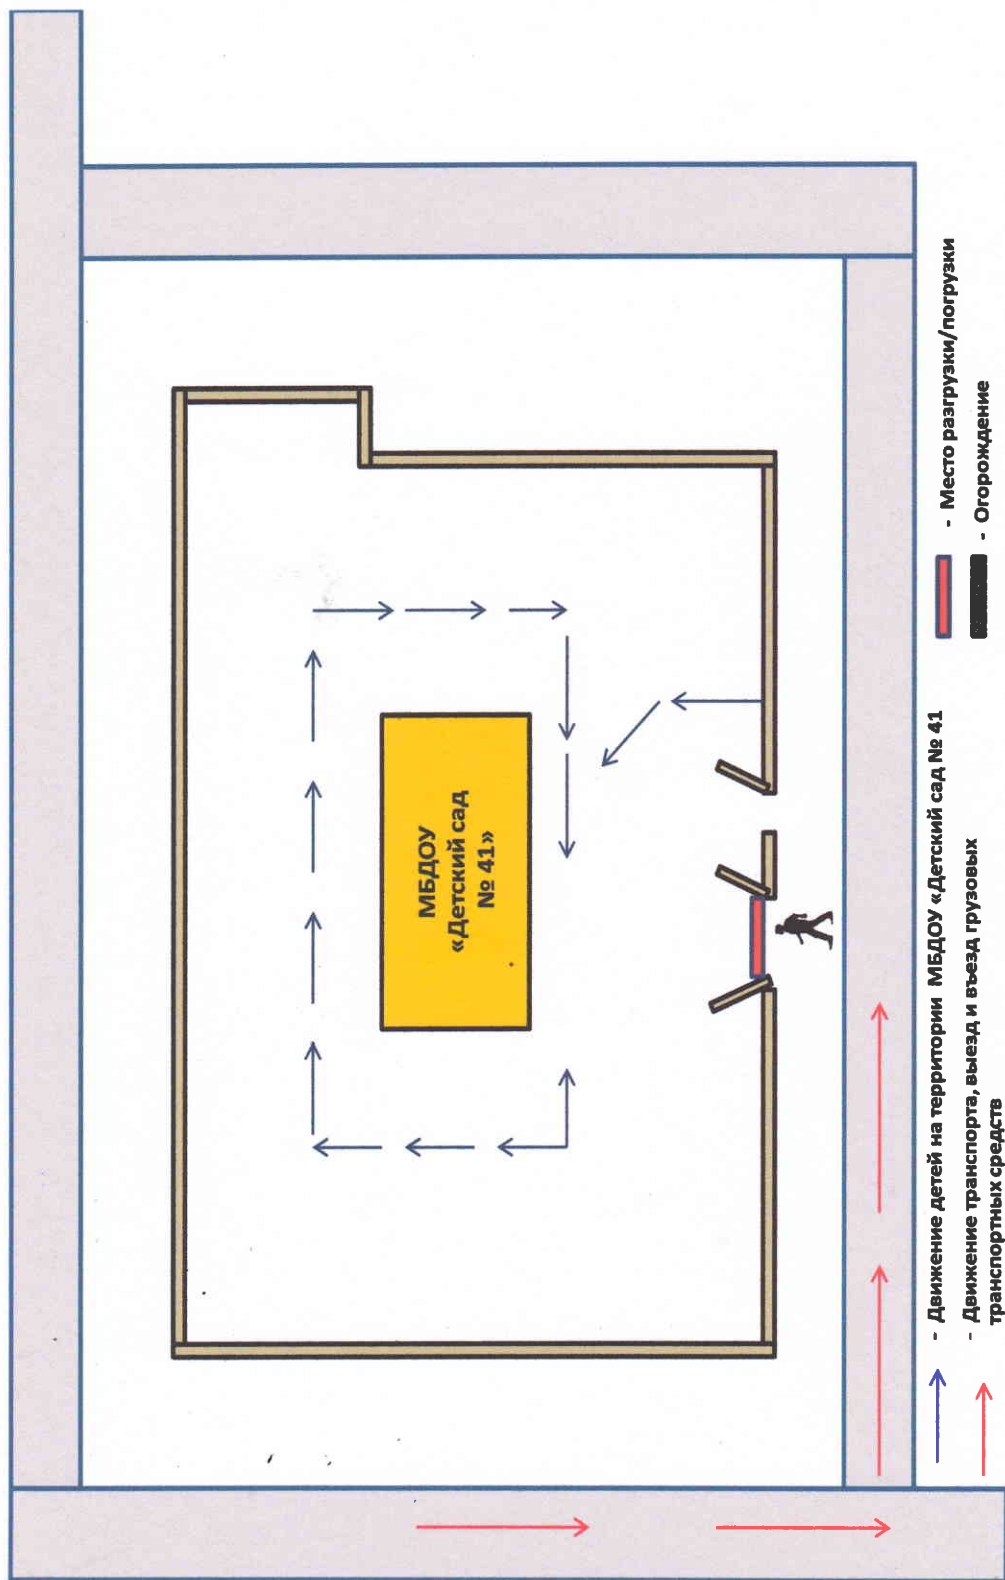 МБДОУ
«Детский сад
№ 41»
- Движение детей на территории МБДОУ «Детский сад № 41
- Движение транспорта, выезд и въезд грузовых
транспортных средств
- Место разгрузки/погрузки
- Огорождение